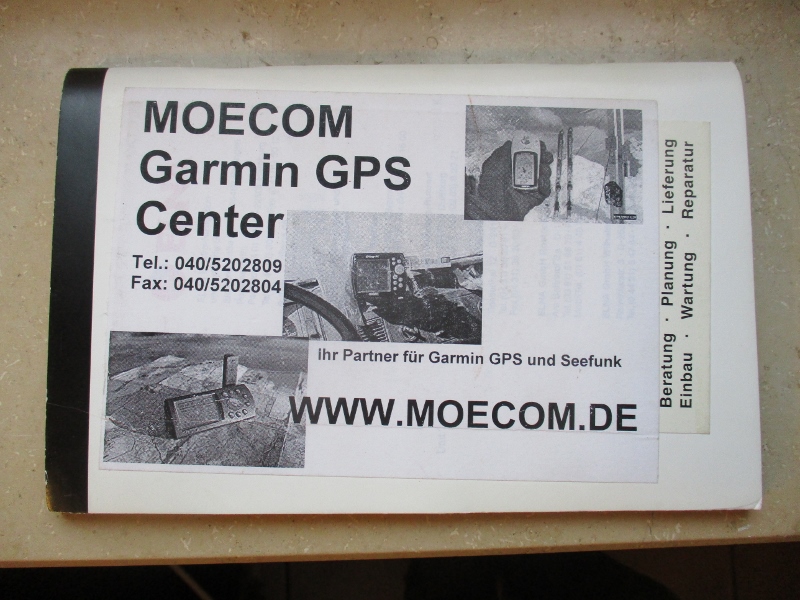 MOECOM
Garmin GPS
Center
Tel.: 040/5202809
Fax: 040/5202804
Ihr Partner für Garmin GPS und Seefunk
WWW.MOECOM.DE
Beratung · Planung · Lieferung
Einbau · Wartung · Reparatur